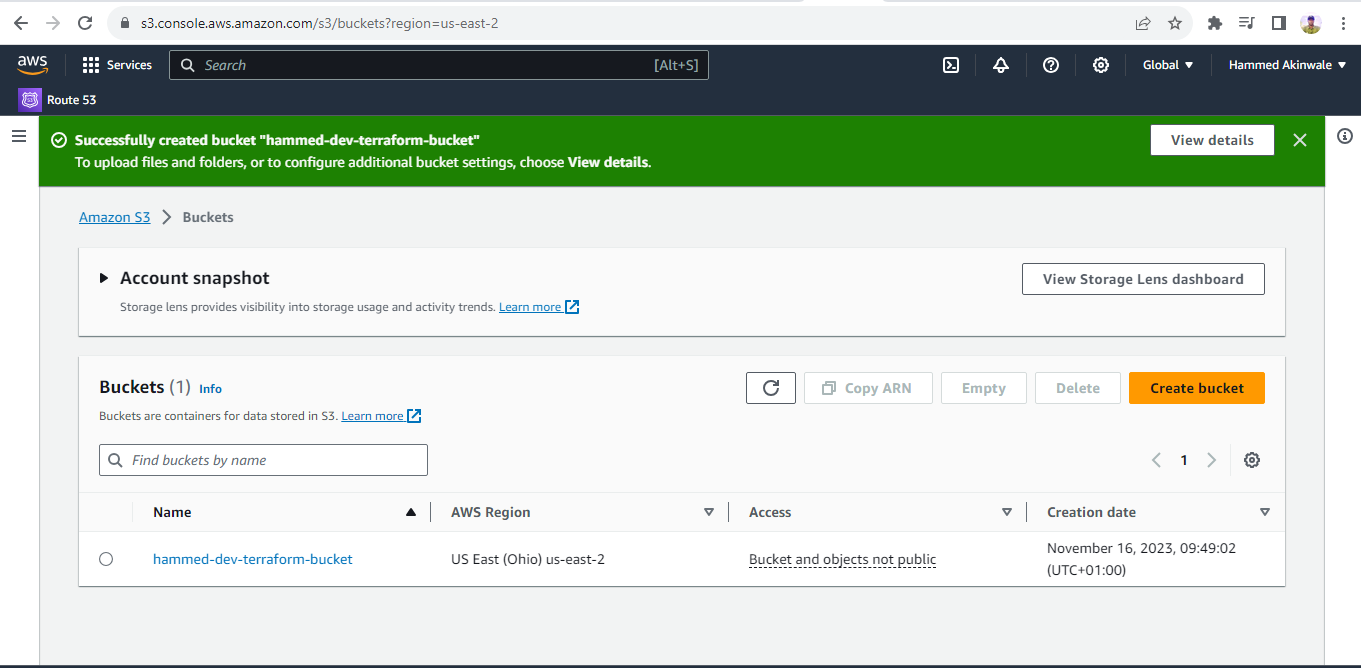 s3.console.aws.amazon.com/s3/buckets?region=us-east-2
aws
Services
Search
[Alt+S]
Global
Hammed Akinwale
Route 53
Successfully created bucket "hammed-dev-terraform-bucket"
To upload files and folders, or to configure additional bucket settings, choose View details.
View details
Amazon S3
Buckets
Account snapshot
Storage lens provides visibility into storage usage and activity trends. Learn more
View Storage Lens dashboard
Buckets (1) Info
Buckets are containers for data stored in S3. Learn more
Copy ARN
Empty
Delete
Create bucket
Find buckets by name
1
Name
AWS Region
Access
Creation date
hammed-dev-terraform-bucket
US East (Ohio) us-east-2
Bucket and objects not public
November 16, 2023, 09:49:02
(UTC+01:00)